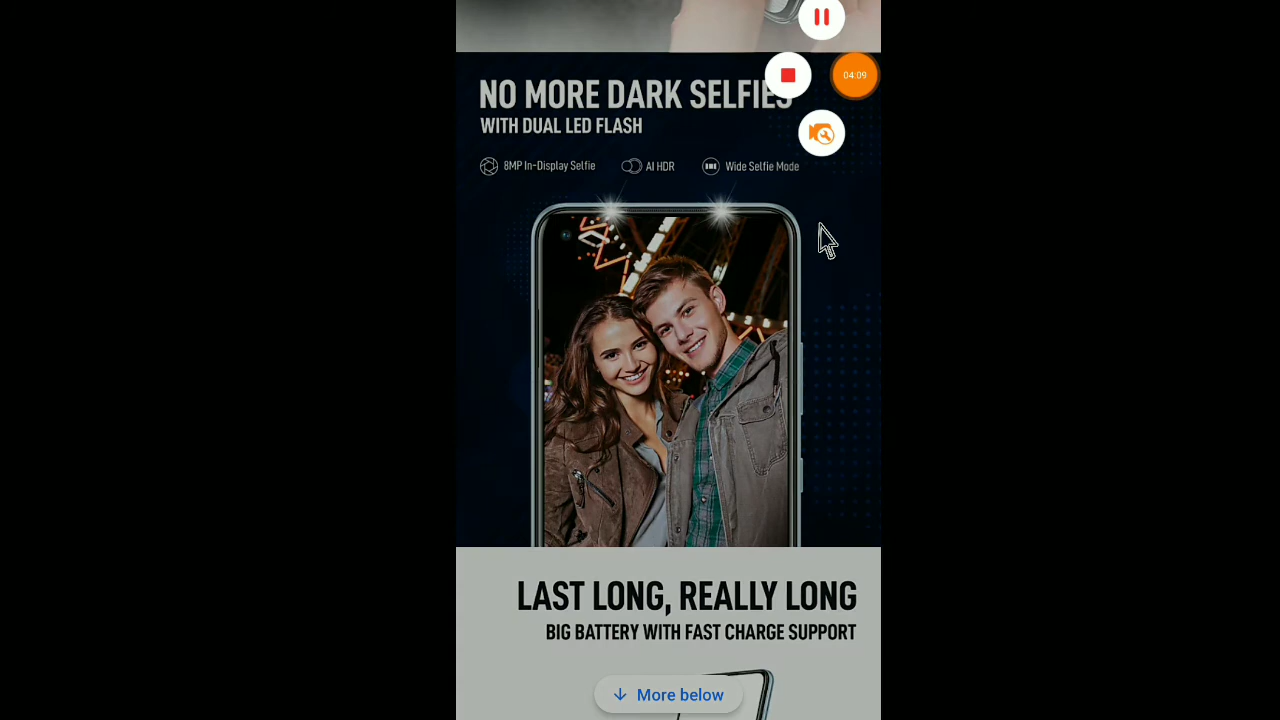 04:09
NO MORE DARK SELFIES
WITH DUAL LED FLASH
8MP In-Display Selfie AI HDR Wide Selfie Mode
LAST LONG, REALLY LONG
BIG BATTERY WITH FAST CHARGE SUPPORT
More below